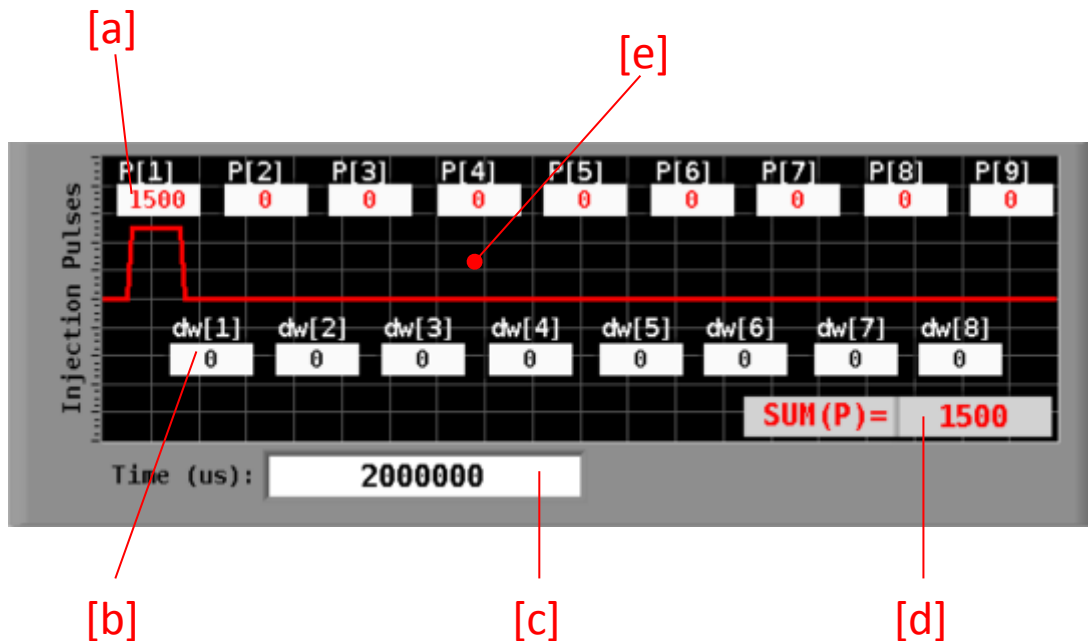 [a]
[e]
P[1] P[2] P[3] P[4] P[5] P[6] P[7] P[8] P[9]
1500 0 0 0 0 0 0 0 0
Injection Pulses
dw[1] dw[2] dw[3] dw[4] dw[5] dw[6] dw[7] dw[8]
0 0 0 0 0 0 0 0
SUM(P)= 1500
Time (us): 2000000
[b] [c] [d]